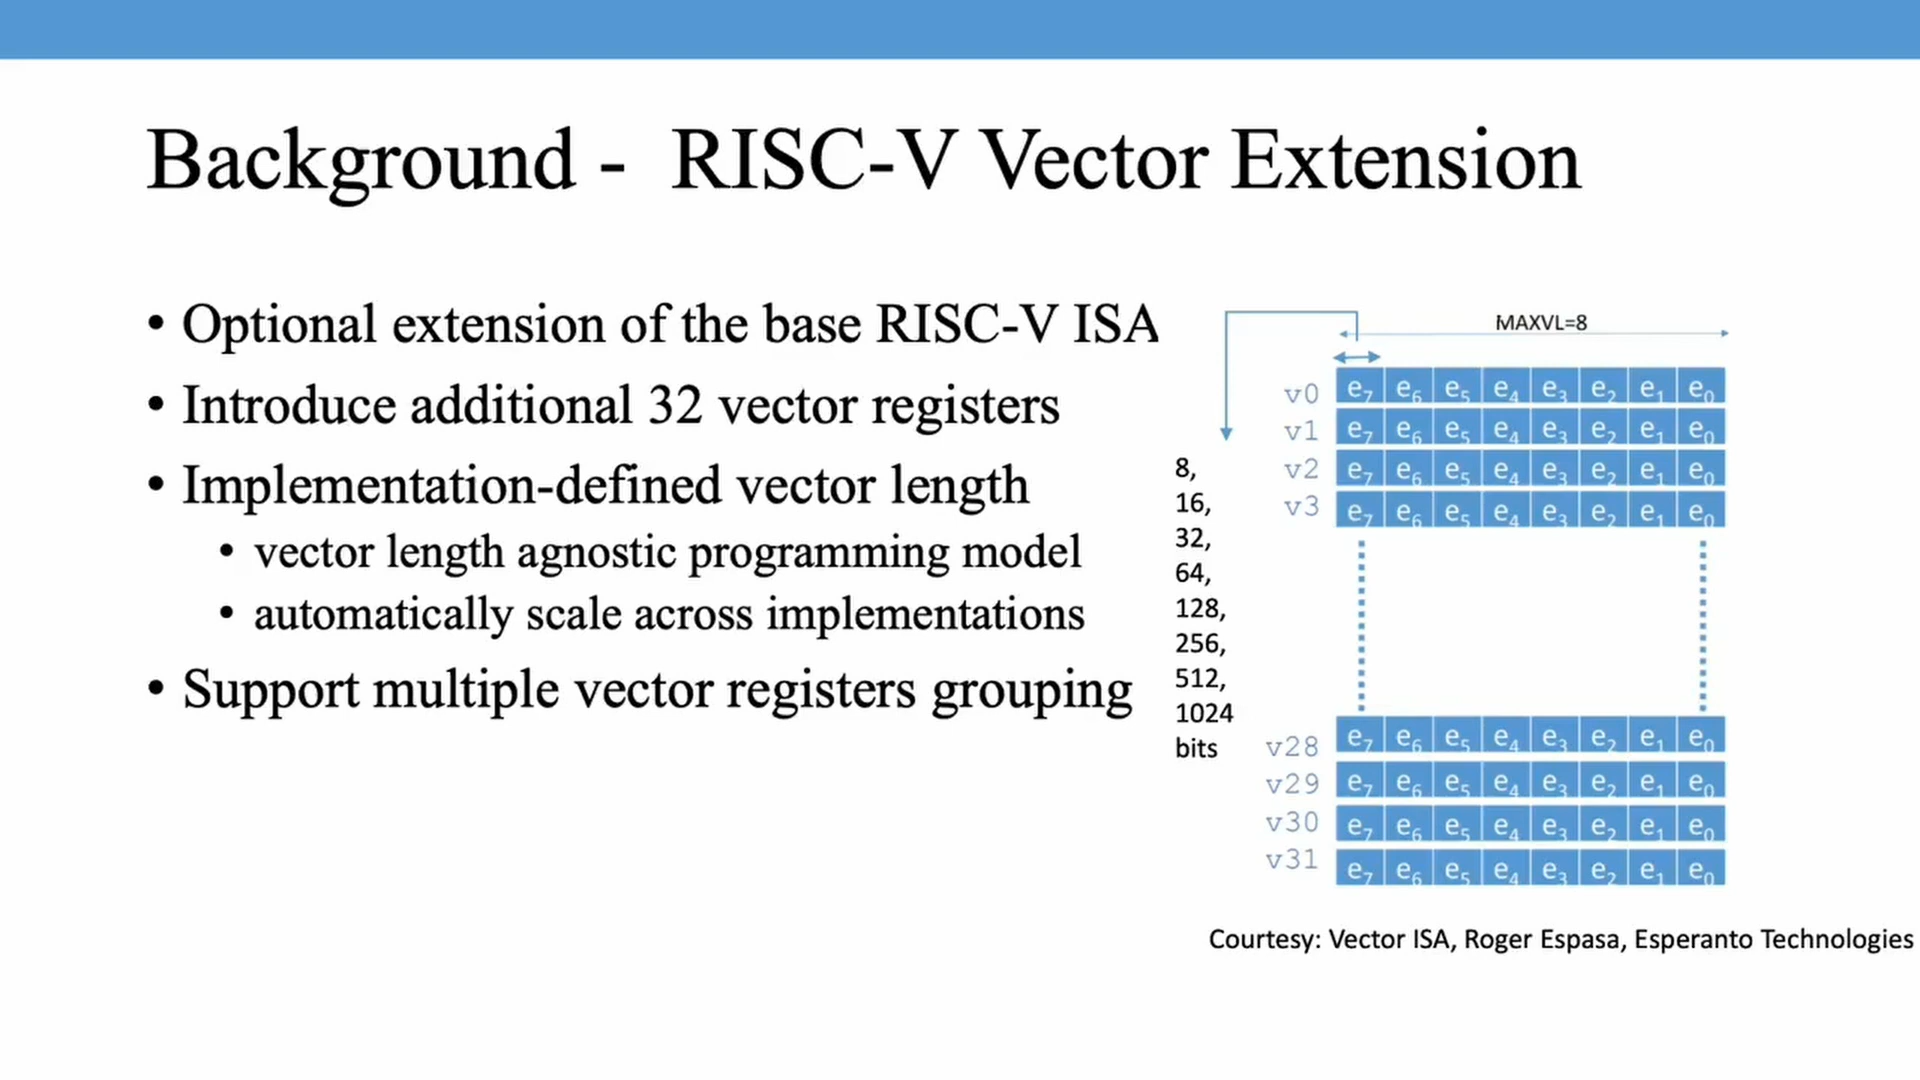 Background - RISC-V Vector Extension
• Optional extension of the base RISC-V ISA
• Introduce additional 32 vector registers
• Implementation-defined vector length
• vector length agnostic programming model
• automatically scale across implementations
• Support multiple vector registers grouping
MAXVL=8
8,
16,
32,
64,
128,
256,
512,
1024
bits
v0 e7 e6 e5 e4 e3 e2 e1 e0
v1 e7 e6 e5 e4 e3 e2 e1 e0
v2 e7 e6 e5 e4 e3 e2 e1 e0
v3 e7 e6 e5 e4 e3 e2 e1 e0
v28 e7 e6 e5 e4 e3 e2 e1 e0
v29 e7 e6 e5 e4 e3 e2 e1 e0
v30 e7 e6 e5 e4 e3 e2 e1 e0
v31 e7 e6 e5 e4 e3 e2 e1 e0
Courtesy: Vector ISA, Roger Espasa, Esperanto Technologies